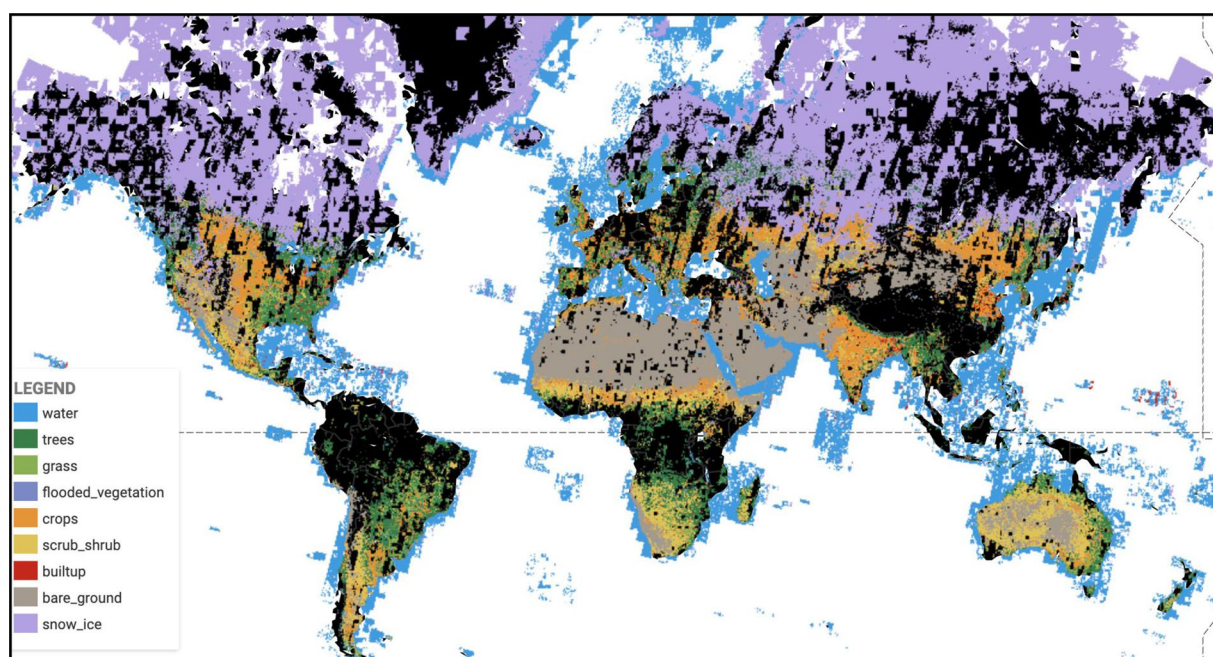 LEGEND
water
trees
grass
flooded_vegetation
crops
scrub_shrub
builtup
bare_ground
snow_ice